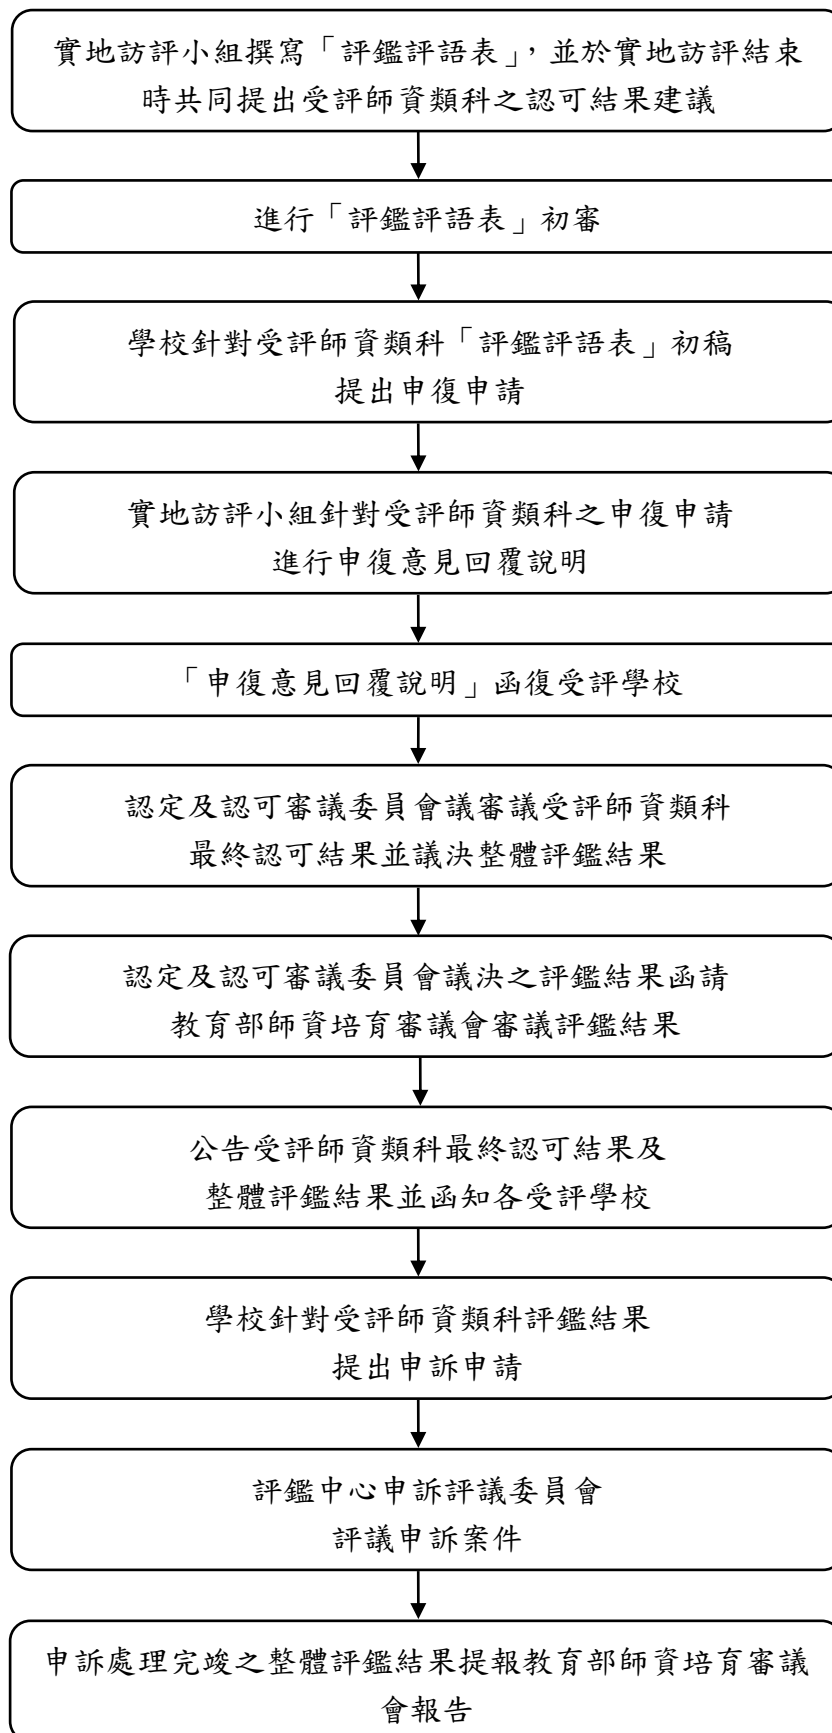 實地訪評小組撰寫「評鑑評語表」，並於實地訪評結束
時共同提出受評師資類科之認可結果建議
進行「評鑑評語表」初審
學校針對受評師資類科「評鑑評語表」初稿
提出申復申請
實地訪評小組針對受評師資類科之申復申請
進行申復意見回覆說明
「申復意見回覆說明」函復受評學校
認定及認可審議委員會議審議受評師資類科
最終認可結果並議決整體評鑑結果
認定及認可審議委員會議決之評鑑結果函請
教育部師資培育審議會審議評鑑結果
公告受評師資類科最終認可結果及
整體評鑑結果並函知各受評學校
學校針對受評師資類科評鑑結果
提出申訴申請
評鑑中心申訴評議委員會
評議申訴案件
申訴處理完竣之整體評鑑結果提報教育部師資培育審議
會報告